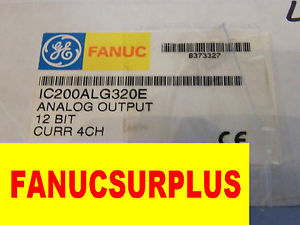 GE FANUC
8373327
IC200ALG320E
ANALOG OUTPUT
12 BIT
CURR 4CH
CE
FANUCSURPLUS